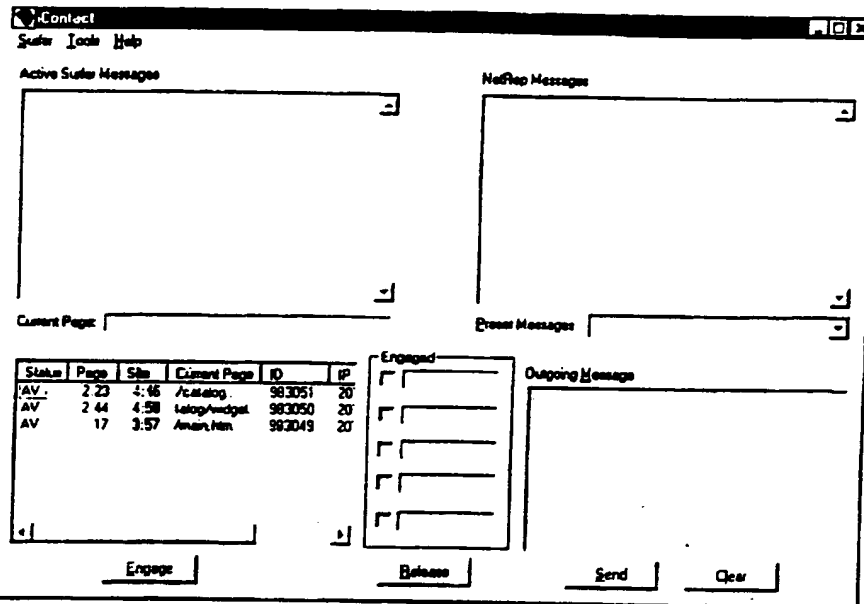 iContact
Surfer Tools Help
Active Surfer Messages
NetRep Messages
Current Page:
Preset Messages
Status Page Site Current Page ID IP
AV 2:23 4:46 /catalog.. 983051 20
AV 2:44 4:58 talog/widget. 983050 20
AV 17 3:57 /main.htm 983049 20
Engaged
Outgoing Message
Engage
Release
Send
Clear